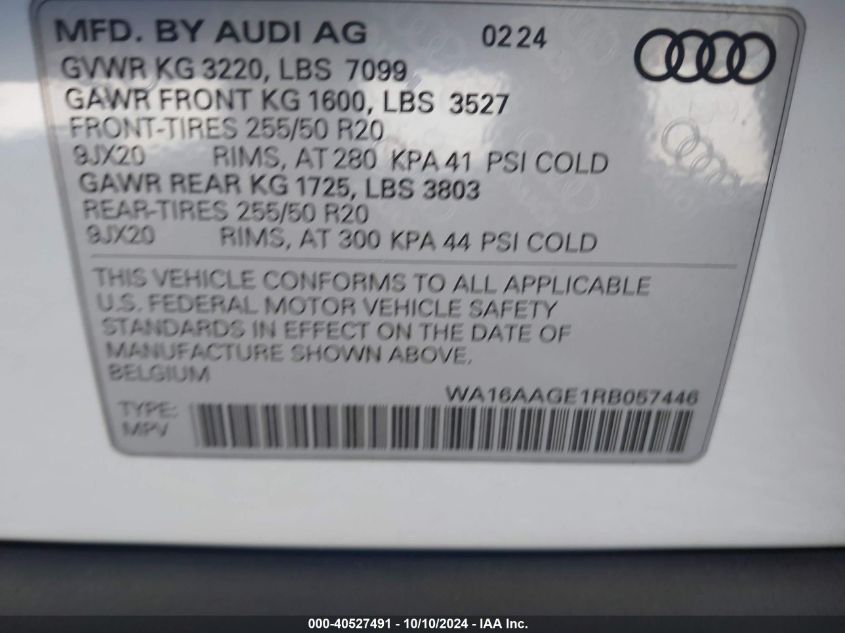 MFD. BY AUDI AG 0224
GVWR KG 3220, LBS 7099
GAWR FRONT KG 1600, LBS 3527
FRONT-TIRES 255/50 R20
9JX20 RIMS, AT 280 KPA 41 PSI COLD
GAWR REAR KG 1725, LBS 3803
REAR-TIRES 255/50 R20
9JX20 RIMS, AT 300 KPA 44 PSI COLD
THIS VEHICLE CONFORMS TO ALL APPLICABLE
U.S. FEDERAL MOTOR VEHICLE SAFETY
STANDARDS IN EFFECT ON THE DATE OF
MANUFACTURE SHOWN ABOVE.
BELGIUM
WA16AAGE1RB057446
TYPE:
MPV
000-40527491 - 10/10/2024 - IAA Inc.